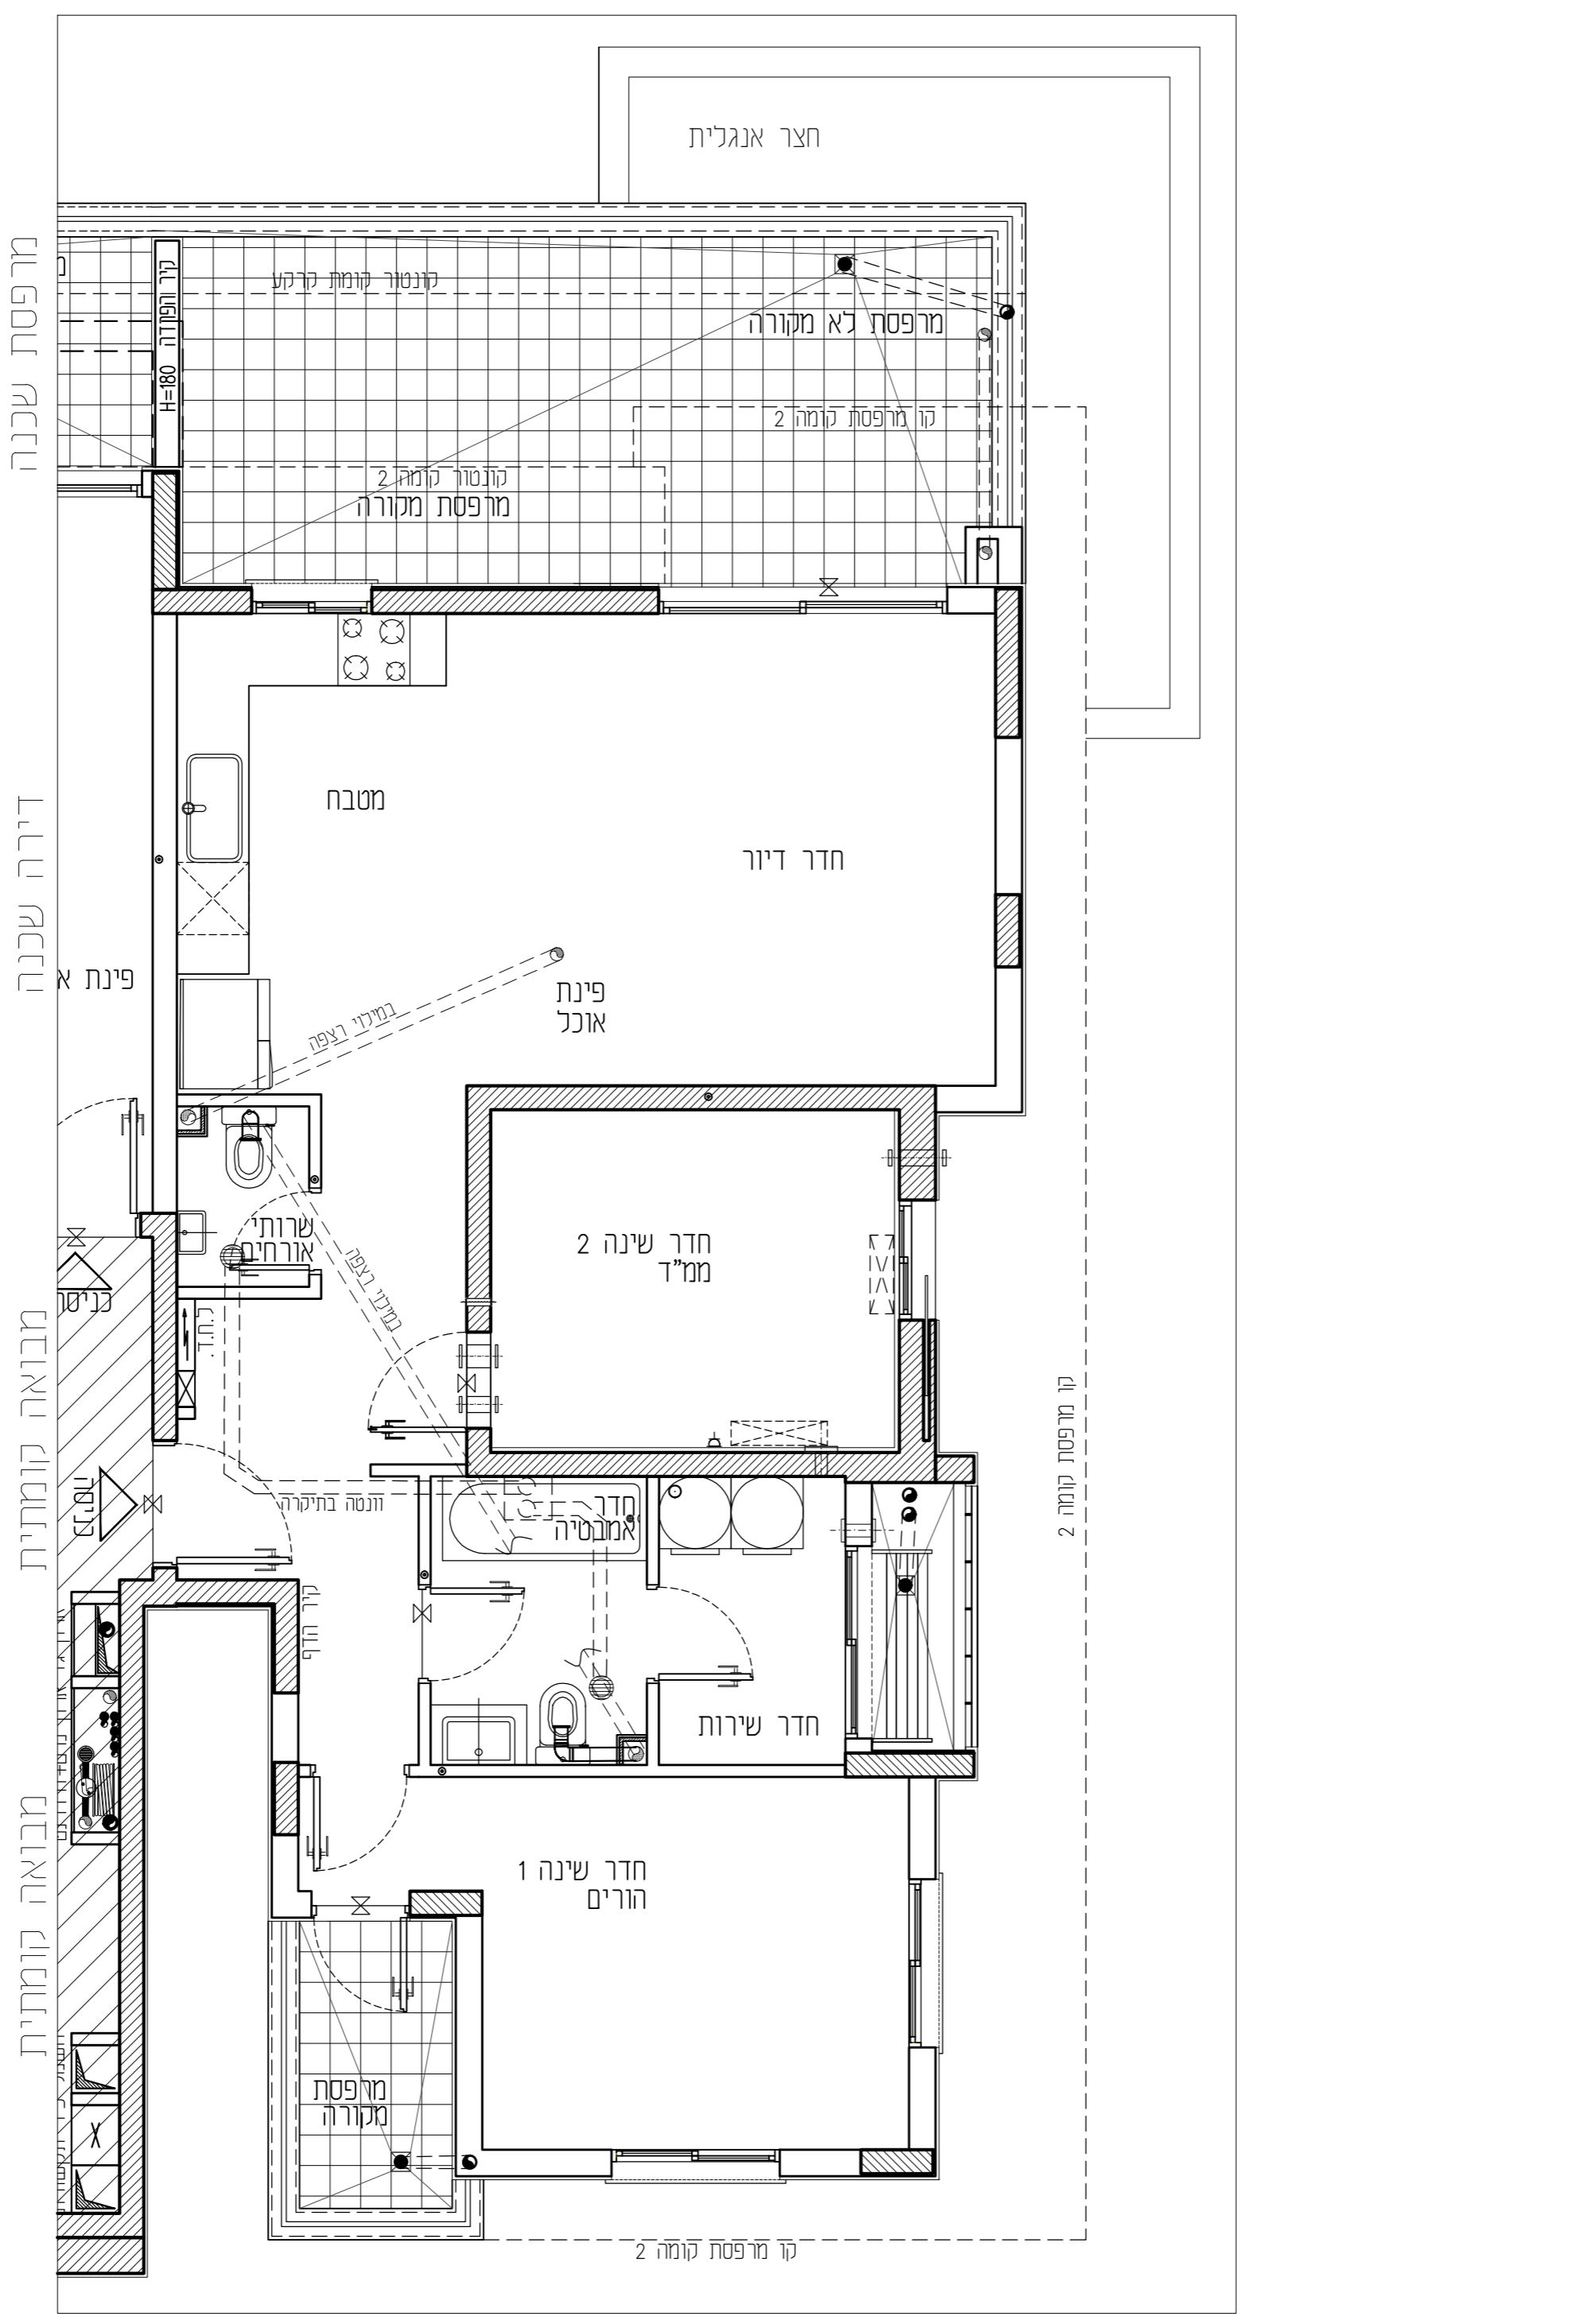 חצר אנגלית
מרפסת שכנה
קיר הפרדה H=180
קונטור קומת קרקע
מרפסת לא מקורה
קו מרפסת קומה 2
קונטור קומה 2
מרפסת מקורה
דירה שכנה
מטבח
חדר דיור
פינת א
פינת
אוכל
במילוי רצפה
שרותי
אורחים
חדר שינה 2
ממ"ד
במילוי רצפה
כניסה
ת.ח.ד.
מבואה קומתית
קו מרפסת קומה 2
כניסה
וונטה בתיקרה
חדר
אמבטיה
קיר הדף
חדר שירות
מבואה קומתית
חדר שינה 1
הורים
מרפסת
מקורה
קו מרפסת קומה 2